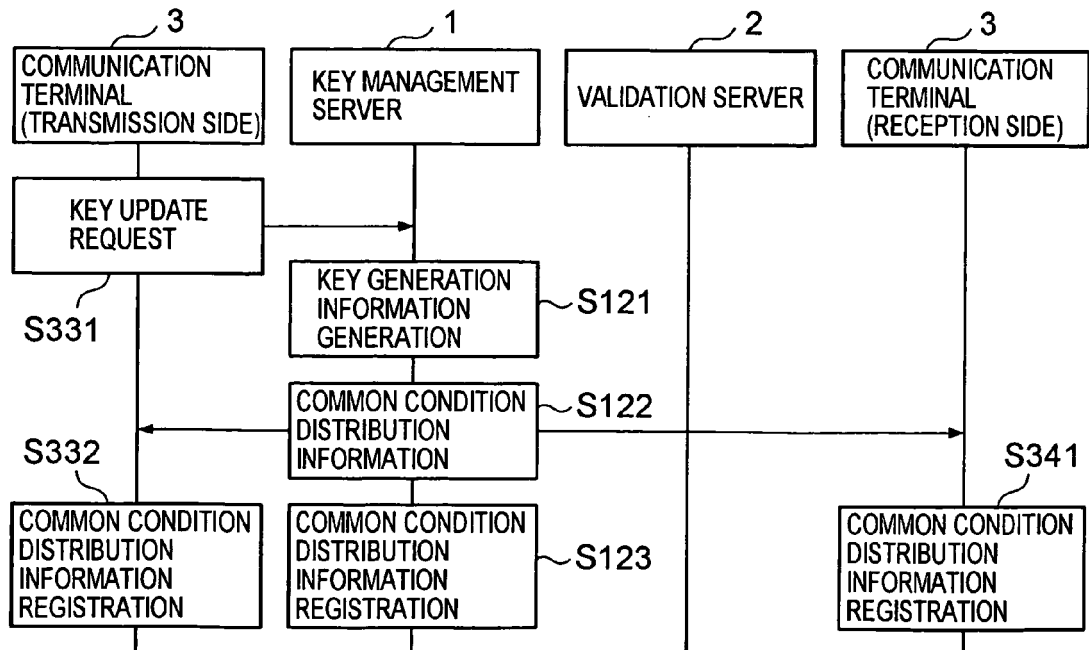 3
1
2
3
COMMUNICATION
TERMINAL
(TRANSMISSION SIDE)
KEY MANAGEMENT
SERVER
VALIDATION SERVER
COMMUNICATION
TERMINAL
(RECEPTION SIDE)
KEY UPDATE
REQUEST
S331
KEY GENERATION
INFORMATION
GENERATION
S121
COMMON CONDITION
DISTRIBUTION
INFORMATION
S122
S332
S341
COMMON CONDITION
DISTRIBUTION
INFORMATION
REGISTRATION
COMMON CONDITION
DISTRIBUTION
INFORMATION
REGISTRATION
S123
COMMON CONDITION
DISTRIBUTION
INFORMATION
REGISTRATION